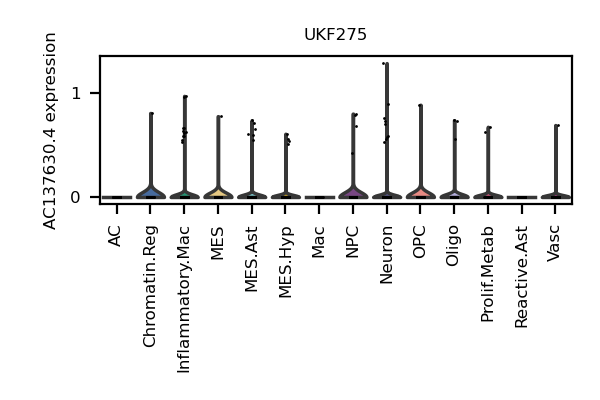 UKF275
AC137630.4 expression
1
0
AC
Chromatin.Reg
Inflammatory.Mac
MES
MES.Ast
MES.Hyp
Mac
NPC
Neuron
OPC
Oligo
Prolif.Metab
Reactive.Ast
Vasc